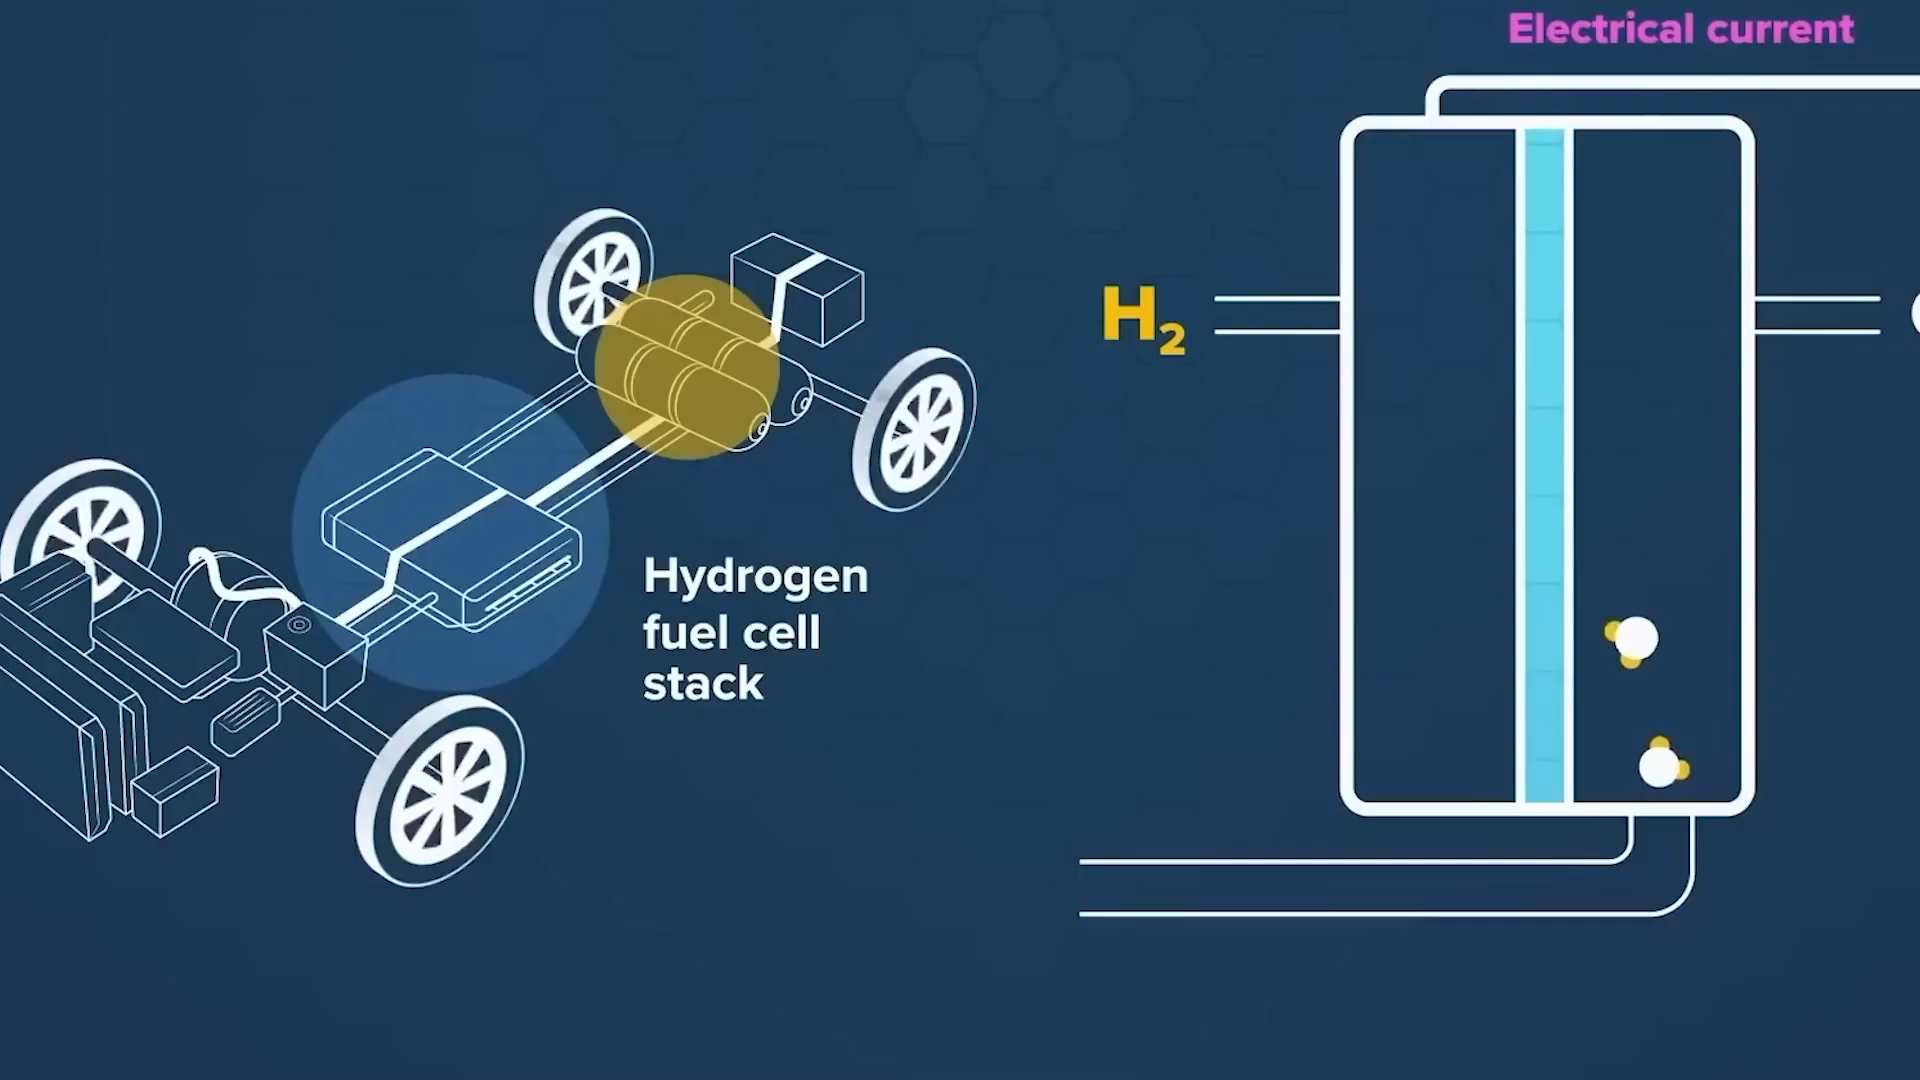 Electrical current
H₂
Hydrogen
fuel cell
stack